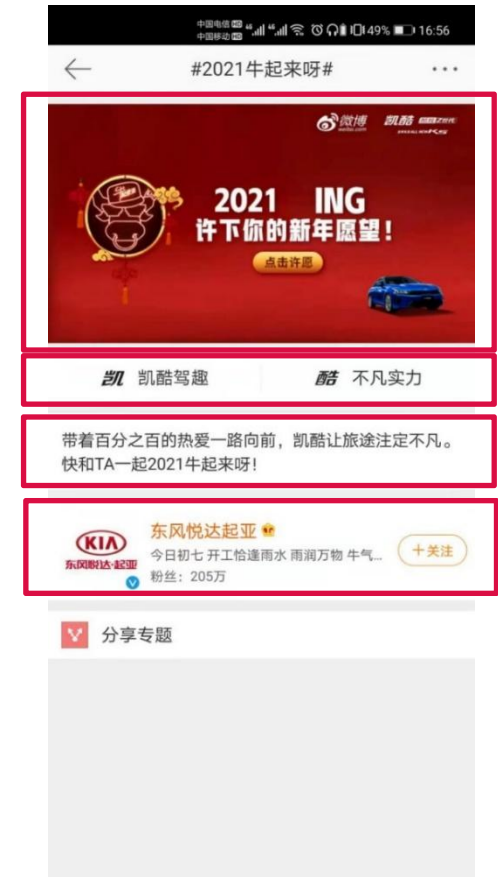 中国电信 HD 4G 4G 49% 16:56
中国移动 HD
#2021牛起来呀#
微博 凯酷
weibo.com
2021 ING
许下你的新年愿望！
点击许愿
凯 凯酷驾趣 酷 不凡实力
带着百分之百的热爱一路向前，凯酷让旅途注定不凡。
快和TA一起2021牛起来呀！
东风悦达起亚
KIA
今日初七 开工恰逢雨水 雨润万物 牛气...
+关注
东风悦达·起亚
粉丝：205万
分享专题